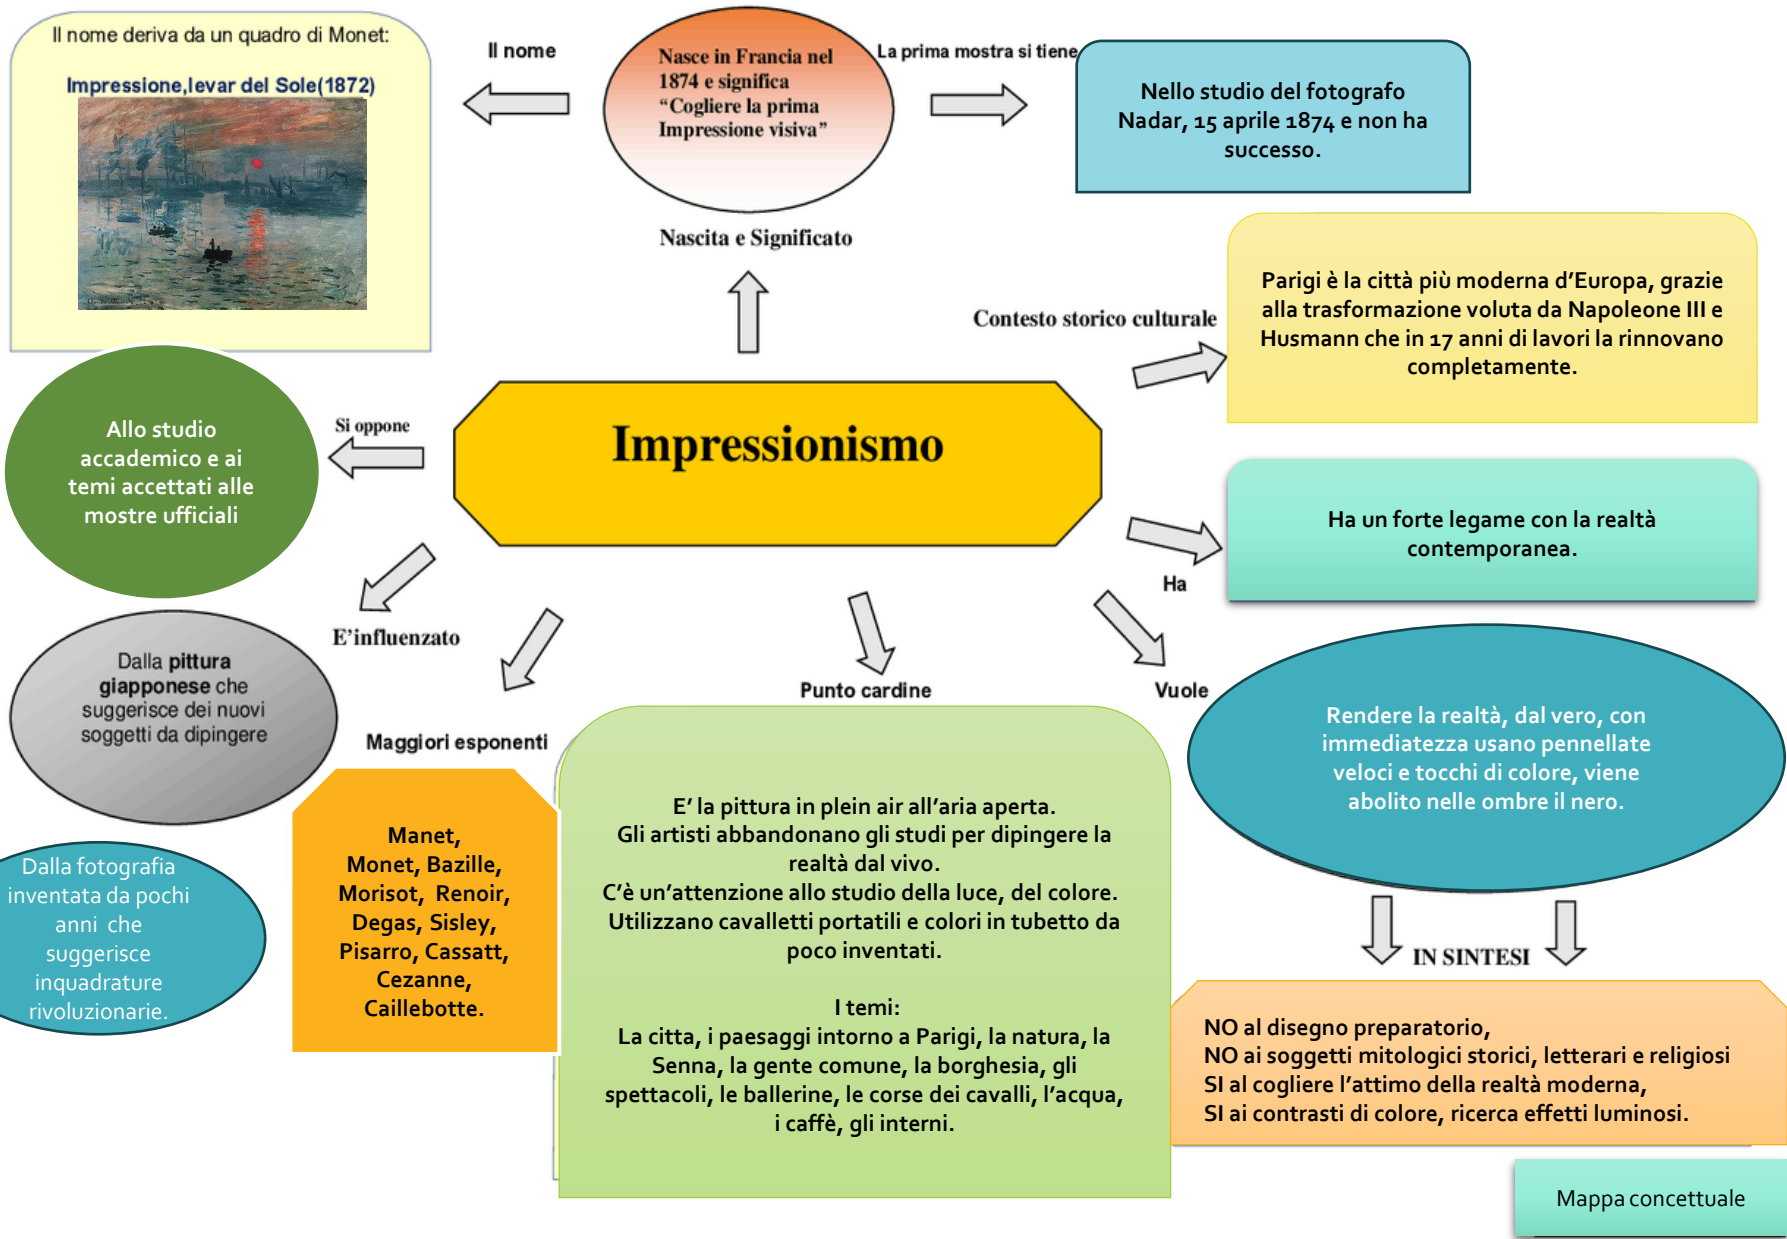 Il nome deriva da un quadro di Monet:
Impressione,levar del Sole(1872)
Il nome
Nasce in Francia nel
1874 e significa
“Cogliere la prima
Impressione visiva”
La prima mostra si tiene
Nello studio del fotografo
Nadar, 15 aprile 1874 e non ha
successo.
Nascita e Significato
Contesto storico culturale
Parigi è la città più moderna d’Europa, grazie
alla trasformazione voluta da Napoleone III e
Husmann che in 17 anni di lavori la rinnovano
completamente.
Impressionismo
Si oppone
Allo studio
accademico e ai
temi accettati alle
mostre ufficiali
Ha
Ha un forte legame con la realtà
contemporanea.
E’influenzato
Dalla pittura
giapponese che
suggerisce dei nuovi
soggetti da dipingere
Dalla fotografia
inventata da pochi
anni che
suggerisce
inquadrature
rivoluzionarie.
Maggiori esponenti
Manet,
Monet, Bazille,
Morisot, Renoir,
Degas, Sisley,
Pisarro, Cassatt,
Cezanne,
Caillebotte.
Punto cardine
E’ la pittura in plein air all’aria aperta.
Gli artisti abbandonano gli studi per dipingere la
realtà dal vivo.
C’è un’attenzione allo studio della luce, del colore.
Utilizzano cavalletti portatili e colori in tubetto da
poco inventati.
I temi:
La citta, i paesaggi intorno a Parigi, la natura, la
Senna, la gente comune, la borghesia, gli
spettacoli, le ballerine, le corse dei cavalli, l’acqua,
i caffè, gli interni.
Vuole
Rendere la realtà, dal vero, con
immediatezza usano pennellate
veloci e tocchi di colore, viene
abolito nelle ombre il nero.
IN SINTESI
NO al disegno preparatorio,
NO ai soggetti mitologici storici, letterari e religiosi
SI al cogliere l’attimo della realtà moderna,
SI ai contrasti di colore, ricerca effetti luminosi.
Mappa concettuale